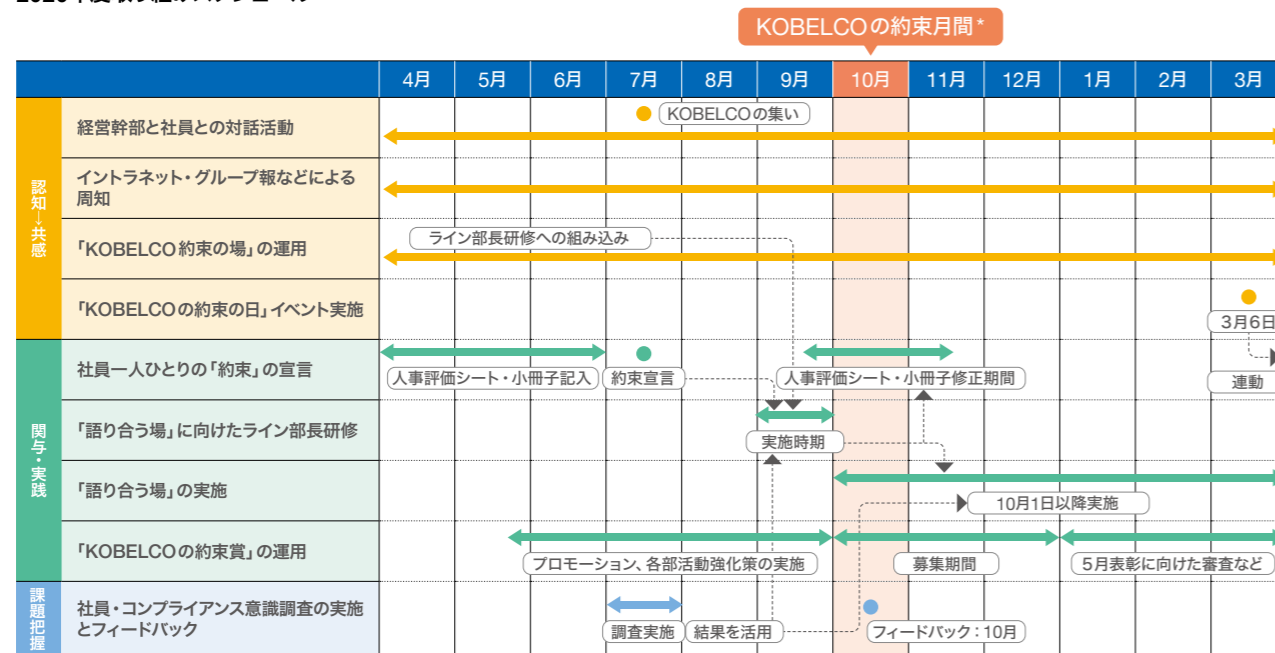 KOBELCOの約束月間*
4月 5月 6月 7月 8月 9月 10月 11月 12月 1月 2月 3月
認知→共感
経営幹部と社員との対話活動
KOBELCOの集い
イントラネット・グループ報などによる
周知
「KOBELCO約束の場」の運用
ライン部長研修への組み込み
「KOBELCOの約束の日」イベント実施
3月6日
関与・実践
社員一人ひとりの「約束」の宣言
人事評価シート・小冊子記入
約束宣言
人事評価シート・小冊子修正期間
連動
「語り合う場」に向けたライン部長研修
実施時期
「語り合う場」の実施
10月1日以降実施
「KOBELCOの約束賞」の運用
プロモーション、各部活動強化策の実施
募集期間
5月表彰に向けた審査など
課題把握
社員・コンプライアンス意識調査の実施
とフィードバック
調査実施
結果を活用
フィードバック：10月